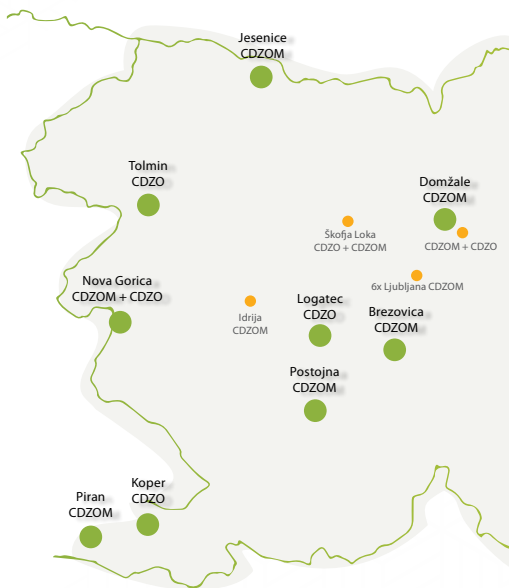 Jesenice
CDZOM
Tolmin
CDZO
Domžale
CDZOM
Škofja Loka
CDZO + CDZOM
CDZOM + CDZO
Nova Gorica
CDZOM + CDZO
6x Ljubljana CDZOM
Idrija
CDZOM
Logatec
CDZO
Brezovica
CDZOM
Postojna
CDZOM
Koper
CDZO
Piran
CDZOM